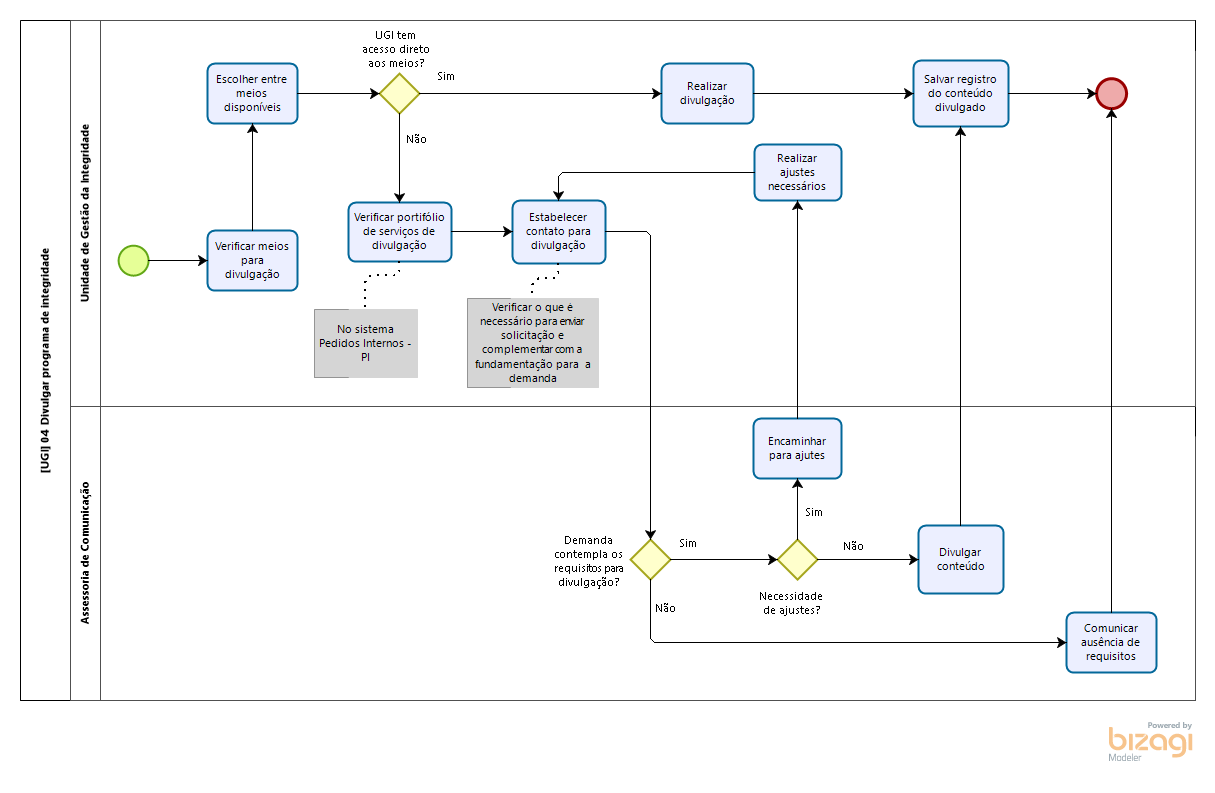 [UGI] 04 Divulgar programa de integridade
Unidade de Gestão da Integridade
UGI tem
acesso direto
aos meios?
Escolher entre
meios
disponíveis
Sim
Realizar
divulgação
Salvar registro
do conteúdo
divulgado
Não
Realizar
ajustes
necessários
Verificar portifólio
de serviços de
divulgação
Estabelecer
contato para
divulgação
Verificar meios
para
divulgação
No sistema
Pedidos Internos -
PI
Verificar o que é
necessário para enviar
solicitação e
complementar com a
fundamentação para a
demanda
Assessoria de Comunicação
Encaminhar
para ajutes
Sim
Demanda
contempla os
requisitos para
divulgação?
Sim
Não
Divulgar
conteúdo
Necessidade
de ajustes?
Não
Comunicar
ausência de
requisitos
Powered by
bizagi
Modeler